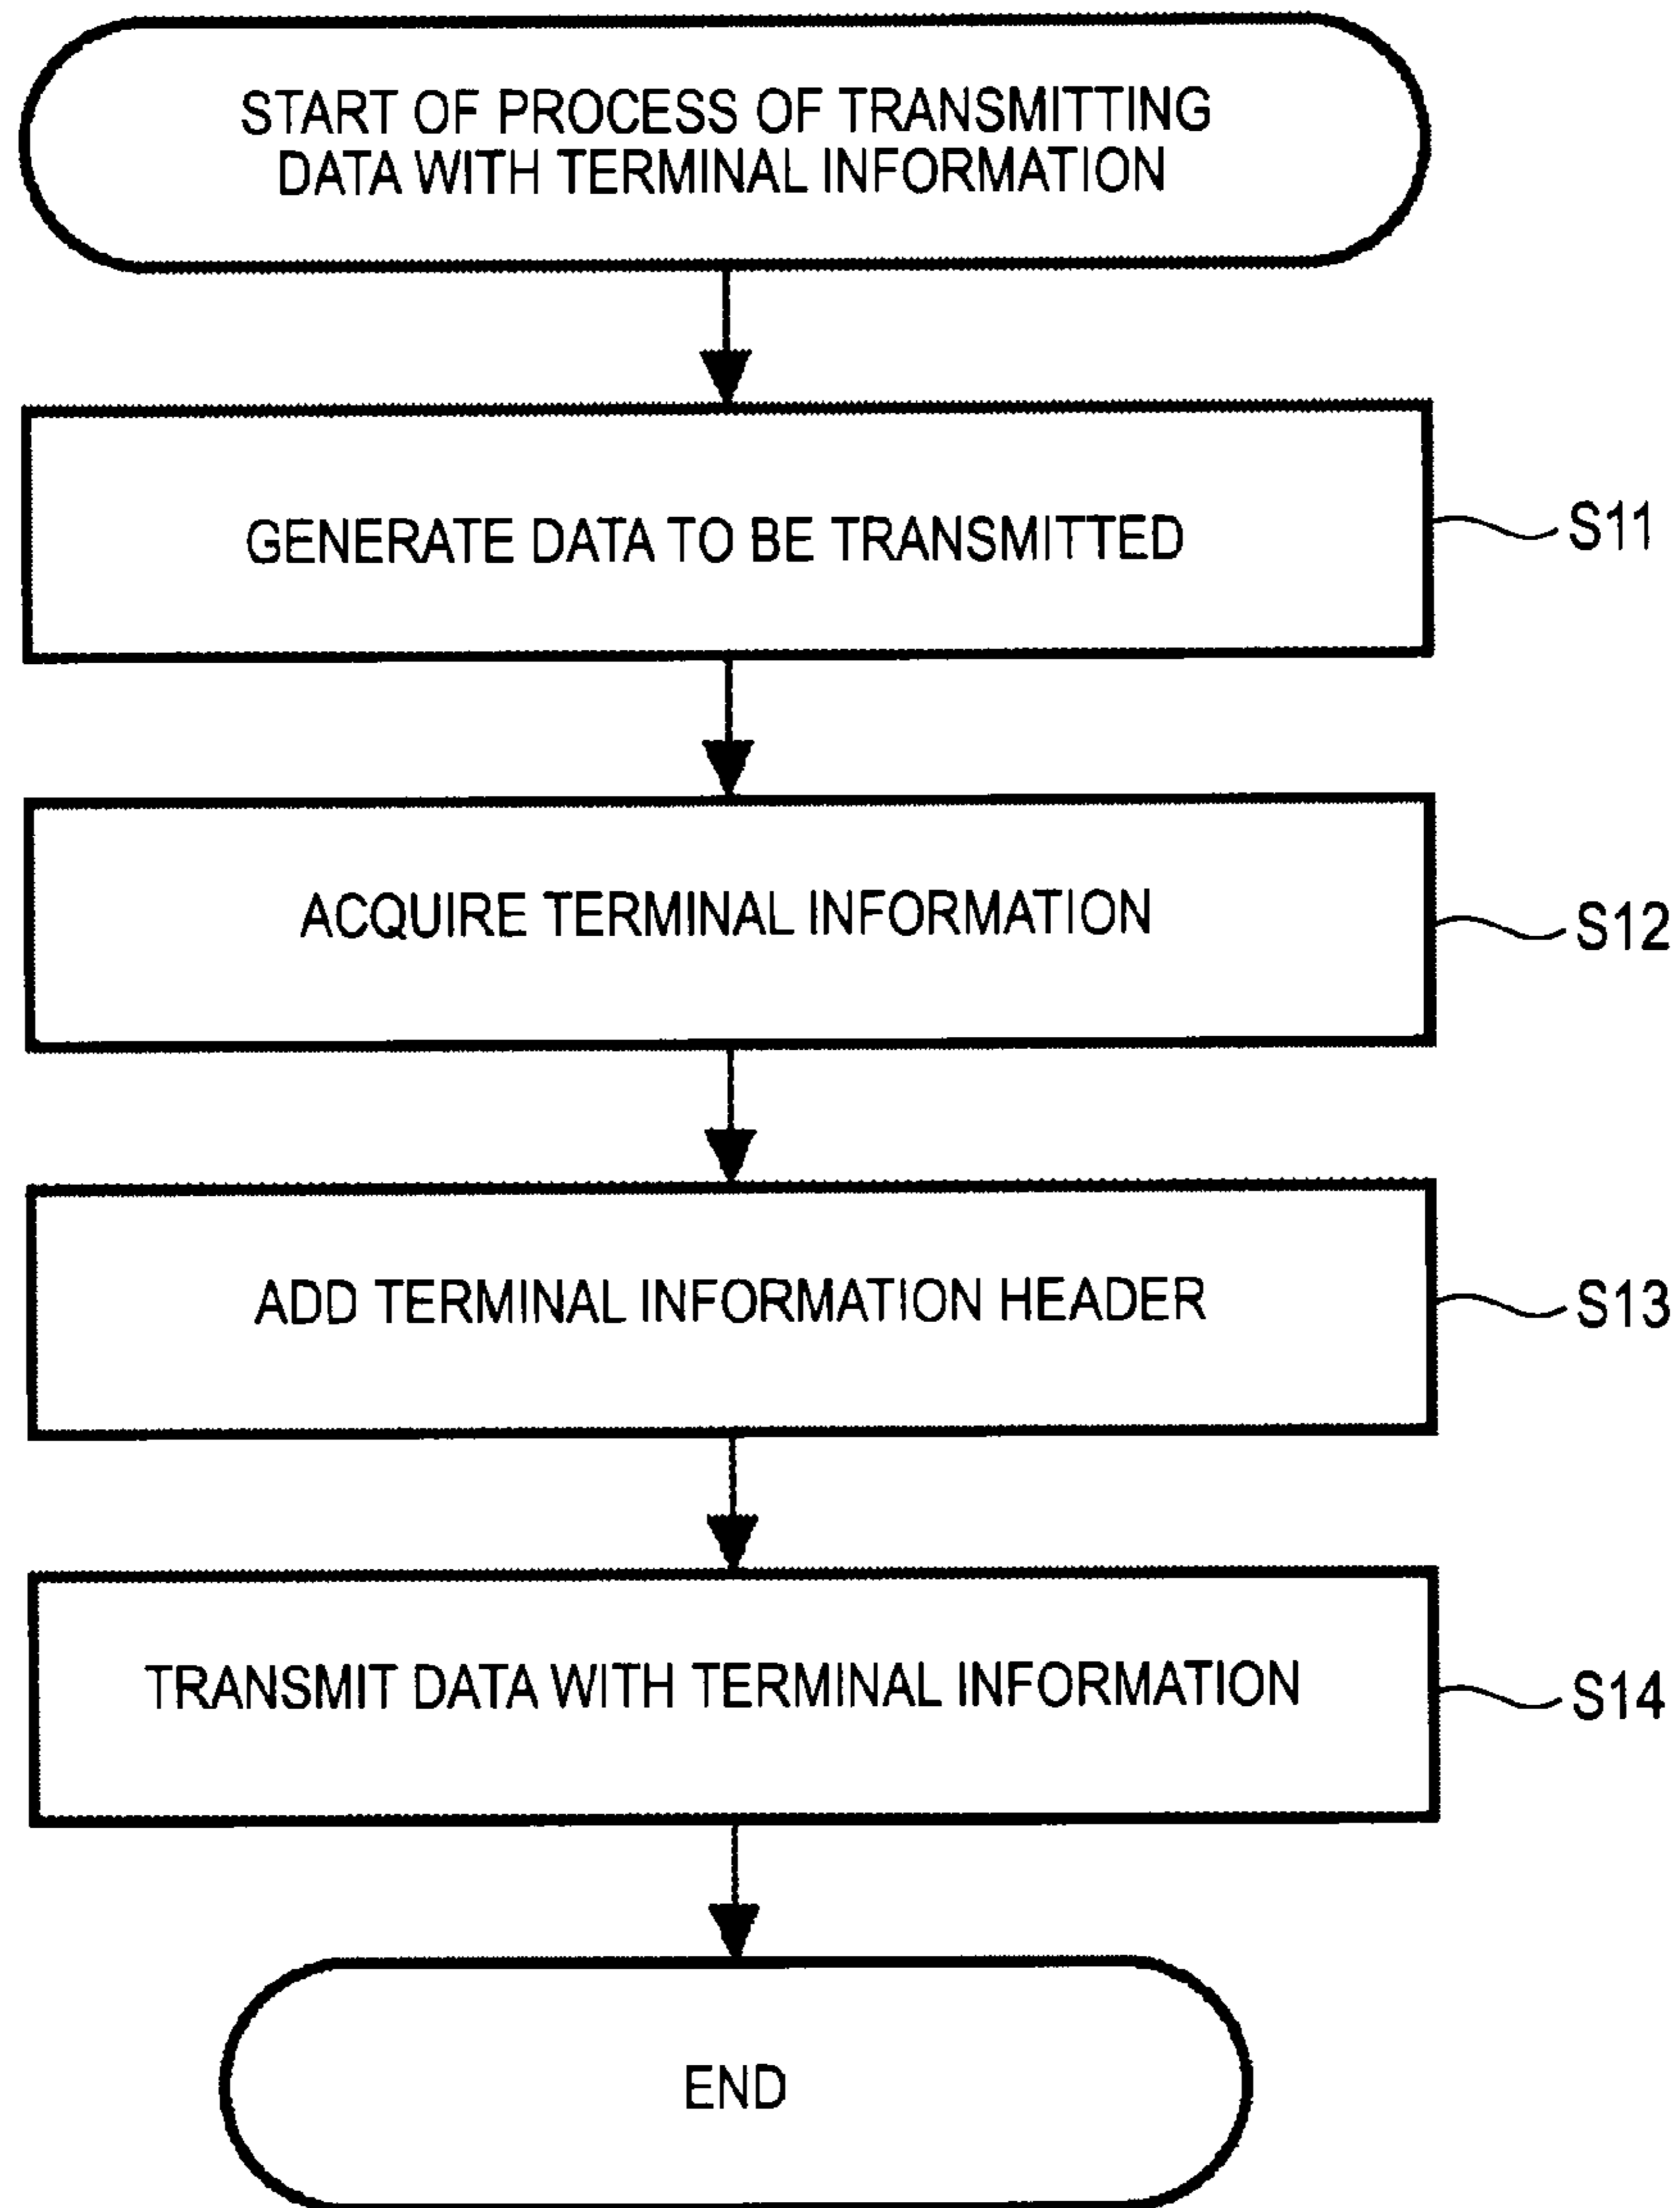 START OF PROCESS OF TRANSMITTING
DATA WITH TERMINAL INFORMATION
GENERATE DATA TO BE TRANSMITTED
S11
ACQUIRE TERMINAL INFORMATION
S12
ADD TERMINAL INFORMATION HEADER
S13
TRANSMIT DATA WITH TERMINAL INFORMATION
S14
END